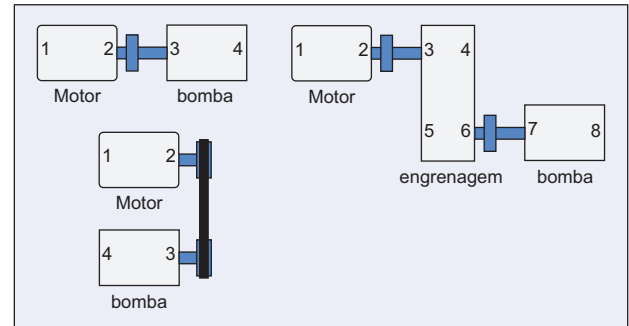 1 2 3 4
Motor bomba
1 2 3 4
5 6 7 8
Motor
engrenagem bomba
1 2
Motor
4 3
bomba